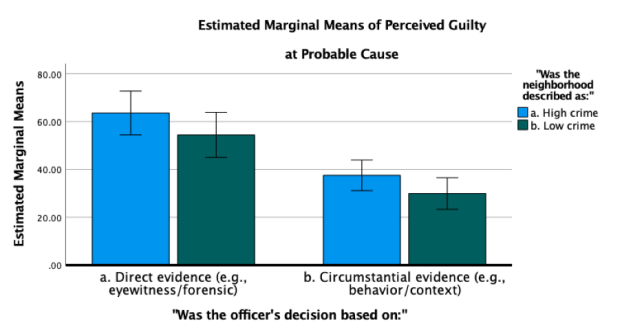 Estimated Marginal Means of Perceived Guilty
at Probable Cause
Estimated Marginal Means
80.00
60.00
40.00
20.00
.00
"Was the
neighborhood
described as:"
a. High crime
b. Low crime
a. Direct evidence (e.g.,
eyewitness/forensic)
b. Circumstantial evidence (e.g.,
behavior/context)
"Was the officer's decision based on:"